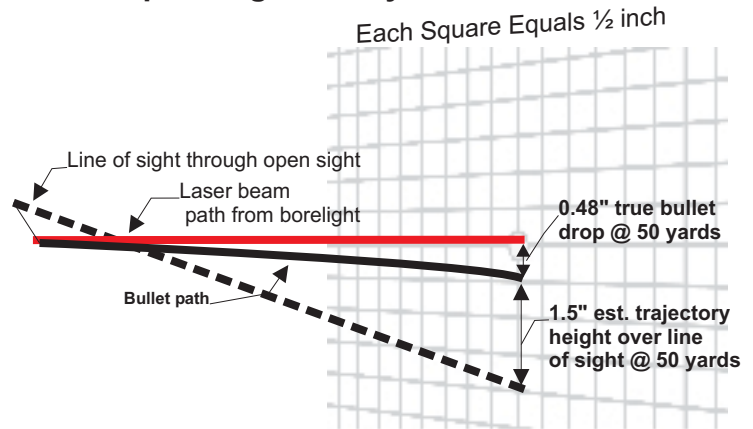 Each Square Equals ½ inch
Line of sight through open sight
Laser beam
path from borelight
0.48" true bullet
drop @ 50 yards
Bullet path
1.5" est. trajectory
height over line
of sight @ 50 yards